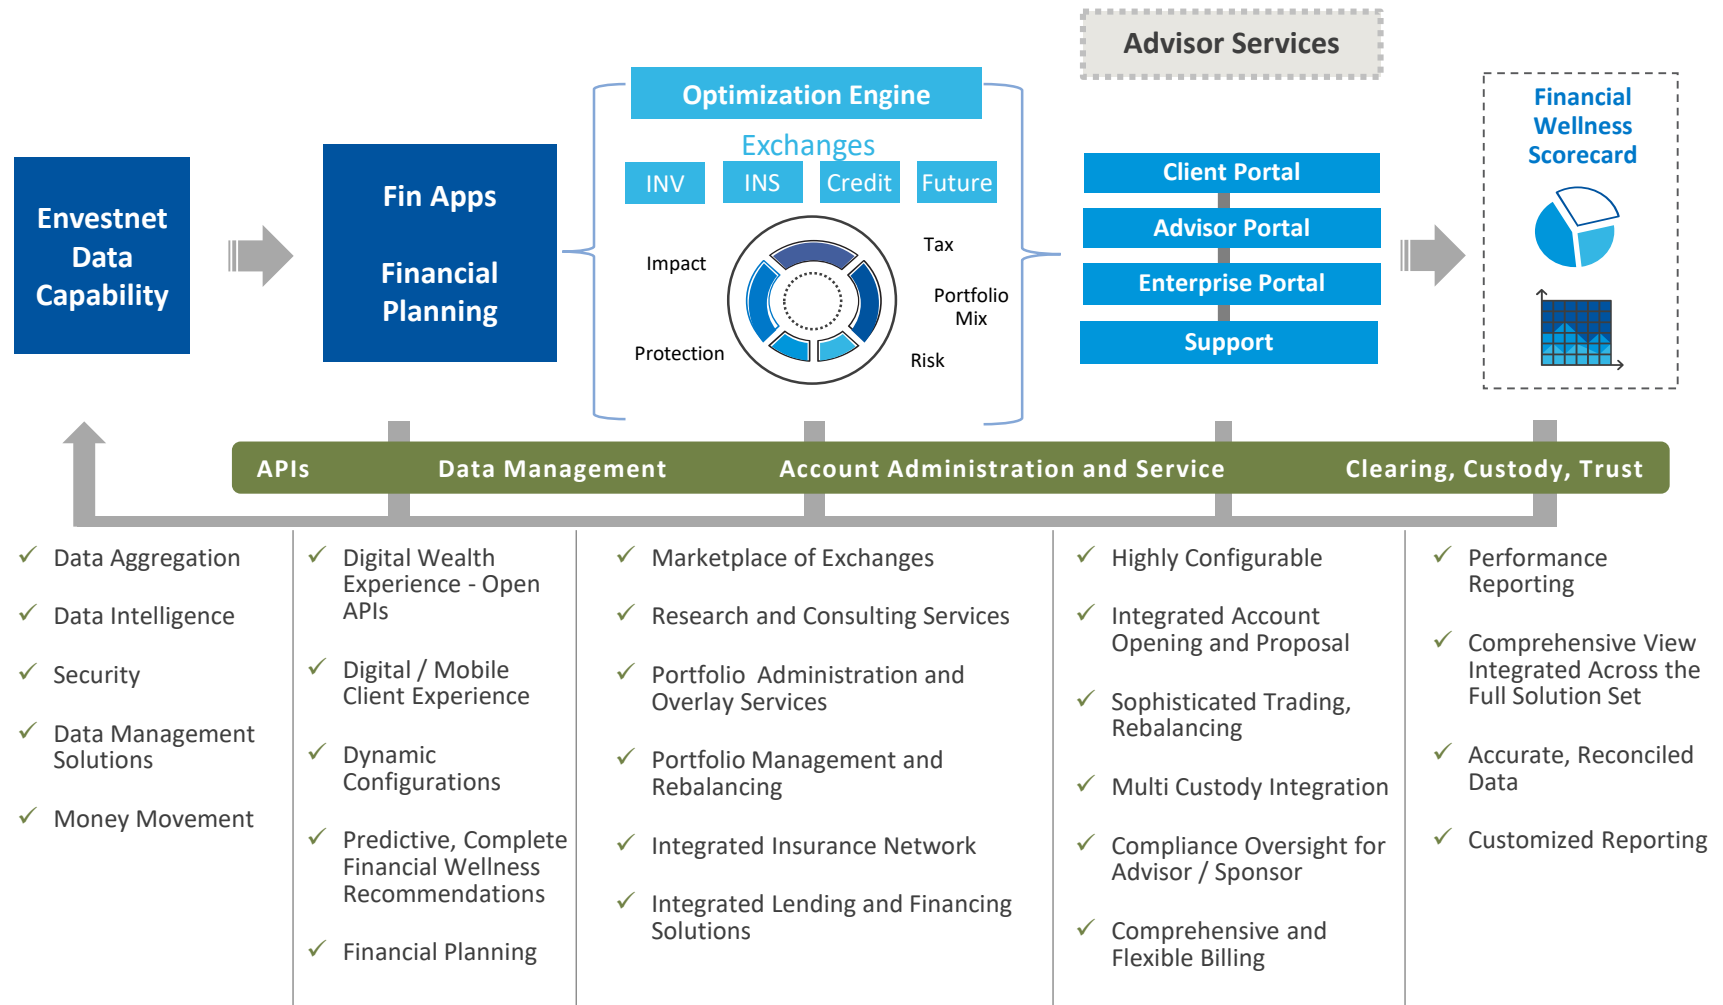 Advisor Services
Optimization Engine
Exchanges
INV
INS
Credit
Future
Impact
Tax
Portfolio
Mix
Protection
Risk
Envestnet
Data
Capability
Fin Apps
Financial
Planning
Client Portal
Advisor Portal
Enterprise Portal
Support
Financial
Wellness
Scorecard
APIs
Data Management
Account Administration and Service
Clearing, Custody, Trust
Data Aggregation
Data Intelligence
Security
Data Management
Solutions
Money Movement
Digital Wealth
Experience - Open
APIs
Digital / Mobile
Client Experience
Dynamic
Configurations
Predictive, Complete
Financial Wellness
Recommendations
Financial Planning
Marketplace of Exchanges
Research and Consulting Services
Portfolio Administration and
Overlay Services
Portfolio Management and
Rebalancing
Integrated Insurance Network
Integrated Lending and Financing
Solutions
Highly Configurable
Integrated Account
Opening and Proposal
Sophisticated Trading,
Rebalancing
Multi Custody Integration
Compliance Oversight for
Advisor / Sponsor
Comprehensive and
Flexible Billing
Performance
Reporting
Comprehensive View
Integrated Across the
Full Solution Set
Accurate, Reconciled
Data
Customized Reporting